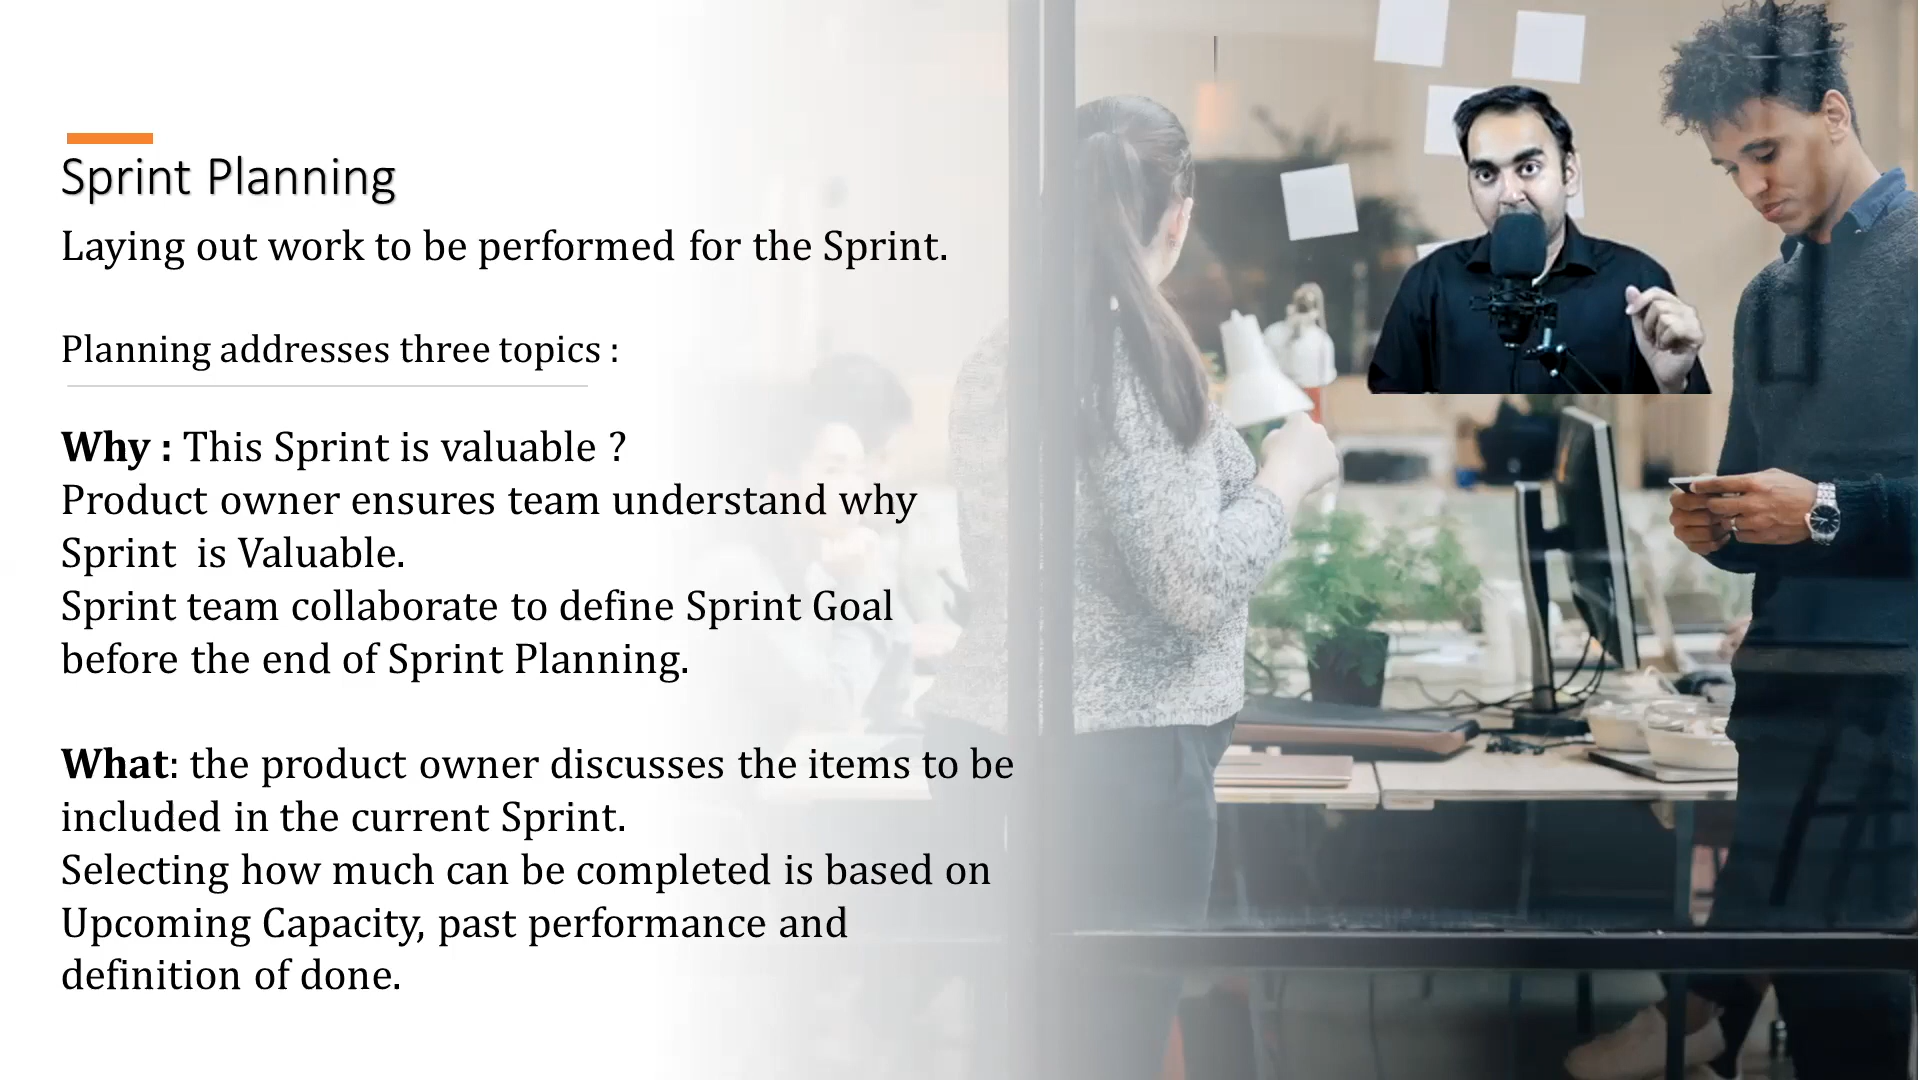 Sprint Planning
Laying out work to be performed for the Sprint.
Planning addresses three topics :
Why : This Sprint is valuable ?
Product owner ensures team understand why
Sprint  is Valuable.
Sprint team collaborate to define Sprint Goal
before the end of Sprint Planning.
What: the product owner discusses the items to be
included in the current Sprint.
Selecting how much can be completed is based on
Upcoming Capacity, past performance and
definition of done.